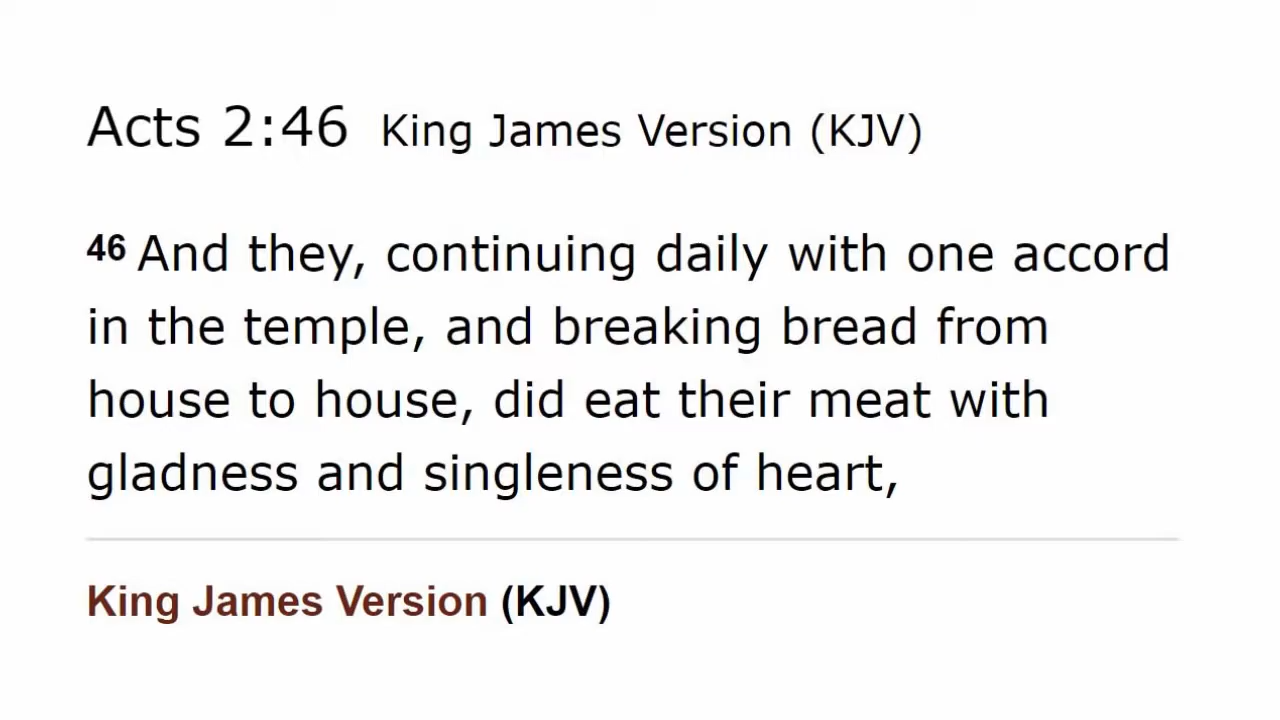 Acts 2:46 King James Version (KJV)
46 And they, continuing daily with one accord
in the temple, and breaking bread from
house to house, did eat their meat with
gladness and singleness of heart,
King James Version (KJV)